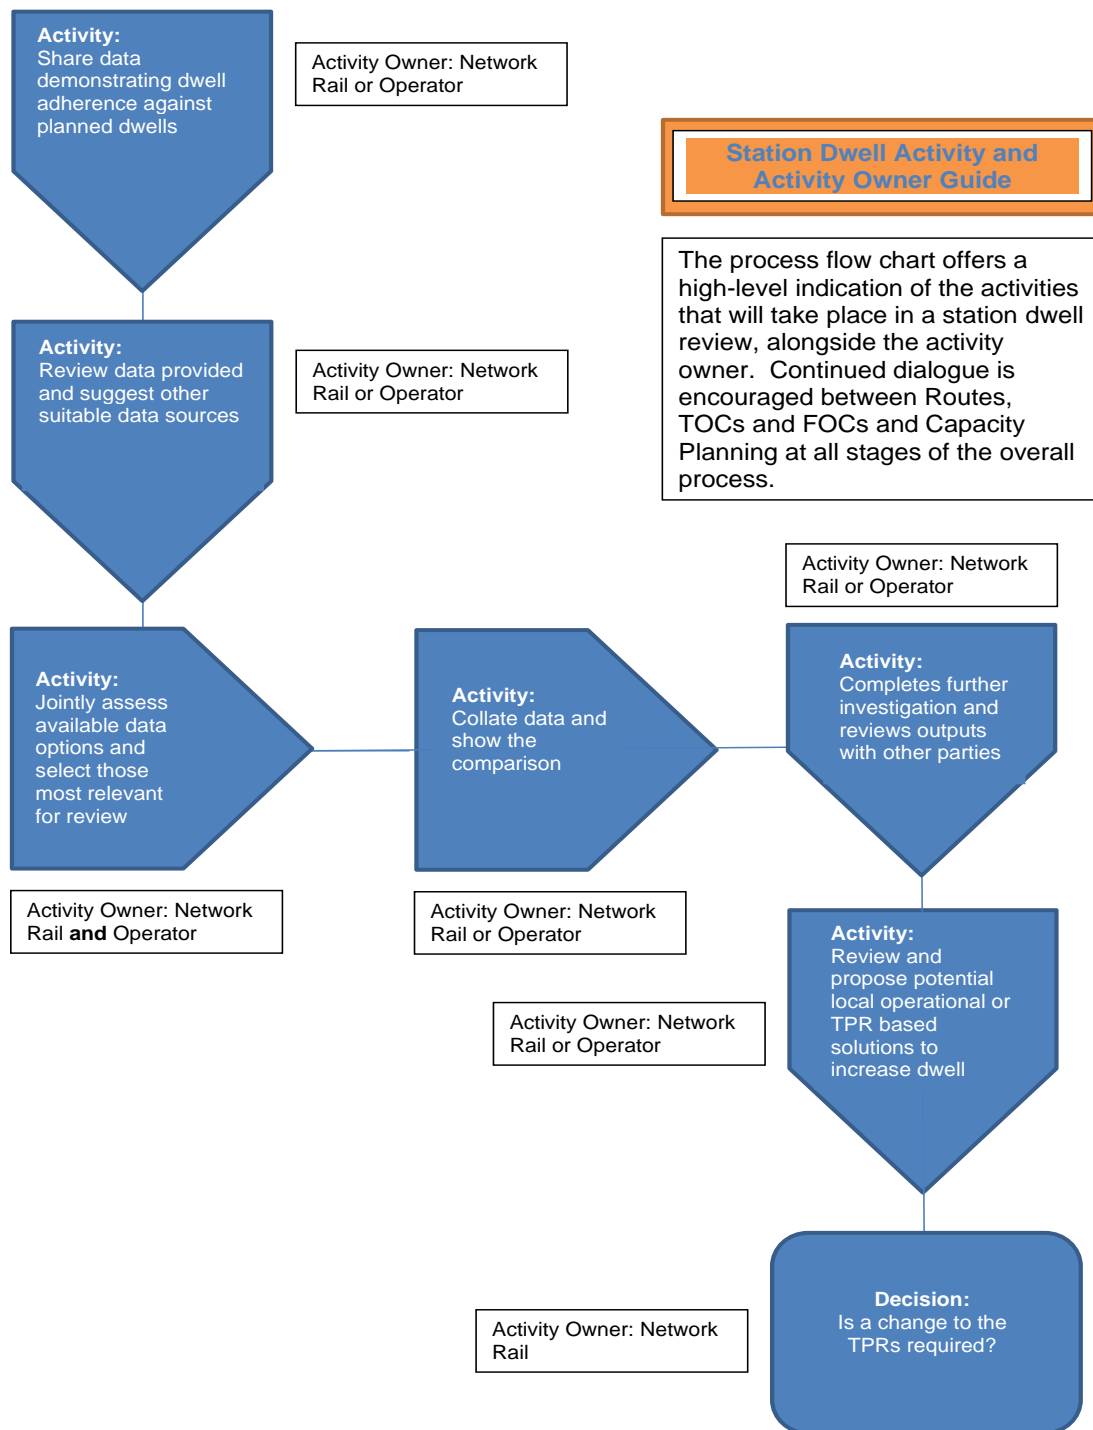 Activity:
Share data
demonstrating dwell
adherence against
planned dwells
Activity Owner: Network
Rail or Operator
Station Dwell Activity and
Activity Owner Guide
The process flow chart offers a
high-level indication of the activities
that will take place in a station dwell
review, alongside the activity
owner.  Continued dialogue is
encouraged between Routes,
TOCs and FOCs and Capacity
Planning at all stages of the overall
process.
Activity:
Review data provided
and suggest other
suitable data sources
Activity Owner: Network
Rail or Operator
Activity:
Jointly assess
available data
options and
select those
most relevant
for review
Activity Owner: Network
Rail and Operator
Activity:
Collate data and
show the
comparison
Activity Owner: Network
Rail or Operator
Activity Owner: Network
Rail or Operator
Activity:
Completes further
investigation and
reviews outputs
with other parties
Activity:
Review and
propose potential
local operational or
TPR based
solutions to
increase dwell
Activity Owner: Network
Rail or Operator
Decision:
Is a change to the
TPRs required?
Activity Owner: Network
Rail